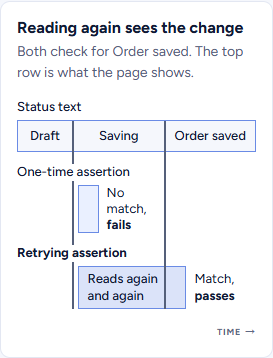 Reading again sees the change
Both check for Order saved. The top
row is what the page shows.
Status text
Draft Saving Order saved
One-time assertion
No
match,
fails
Retrying assertion
Reads again
and again
Match,
passes
TIME →